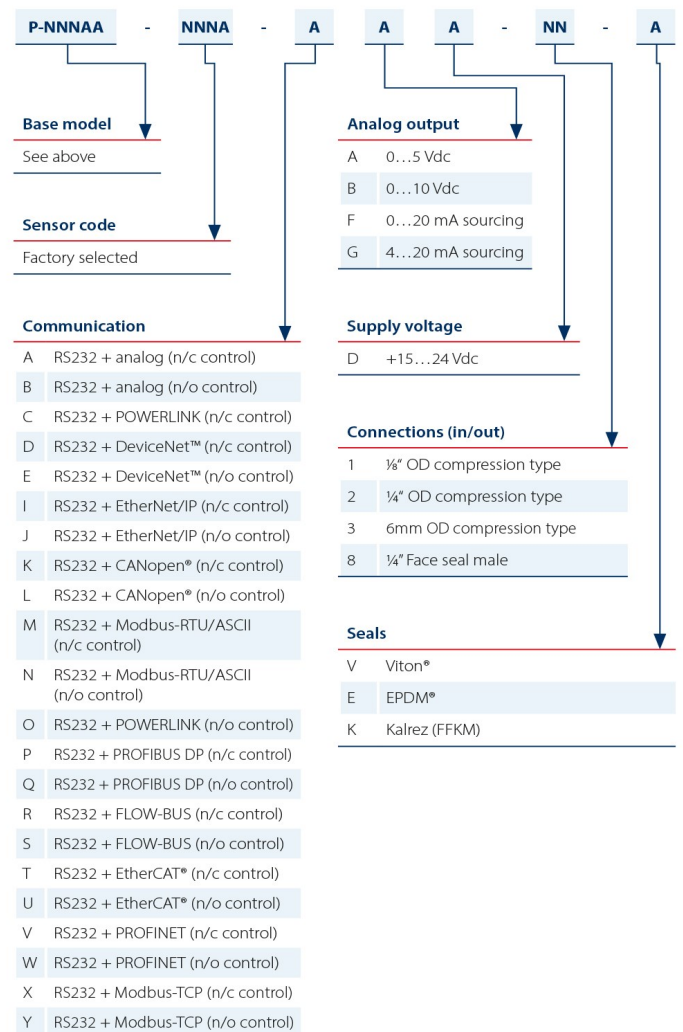 P-NNNAA - NNNA - A A A - NN - A
Base model
See above
Sensor code
Factory selected
Communication
A RS232 + analog (n/c control)
B RS232 + analog (n/o control)
C RS232 + POWERLINK (n/c control)
D RS232 + DeviceNet™ (n/c control)
E RS232 + DeviceNet™ (n/o control)
I RS232 + EtherNet/IP (n/c control)
J RS232 + EtherNet/IP (n/o control)
K RS232 + CANopen® (n/c control)
L RS232 + CANopen® (n/o control)
M RS232 + Modbus-RTU/ASCII
(n/c control)
N RS232 + Modbus-RTU/ASCII
(n/o control)
O RS232 + POWERLINK (n/o control)
P RS232 + PROFIBUS DP (n/c control)
Q RS232 + PROFIBUS DP (n/o control)
R RS232 + FLOW-BUS (n/c control)
S RS232 + FLOW-BUS (n/o control)
T RS232 + EtherCAT® (n/c control)
U RS232 + EtherCAT® (n/o control)
V RS232 + PROFINET (n/c control)
W RS232 + PROFINET (n/o control)
X RS232 + Modbus-TCP (n/c control)
Y RS232 + Modbus-TCP (n/o control)
Analog output
A 0…5 Vdc
B 0…10 Vdc
F 0…20 mA sourcing
G 4…20 mA sourcing
Supply voltage
D +15…24 Vdc
Connections (in/out)
1 ⅛" OD compression type
2 ¼" OD compression type
3 6mm OD compression type
8 ¼" Face seal male
Seals
V Viton®
E EPDM®
K Kalrez (FFKM)